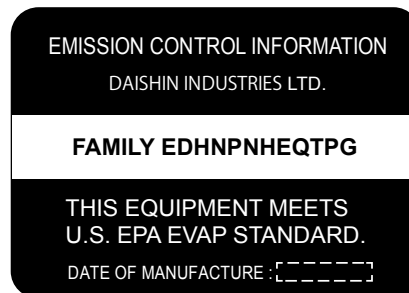 EMISSION CONTROL INFORMATION
DAISHIN INDUSTRIES LTD.
FAMILY EDHNPNHEQTPG
THIS EQUIPMENT MEETS
U.S. EPA EVAP STANDARD.
DATE OF MANUFACTURE :